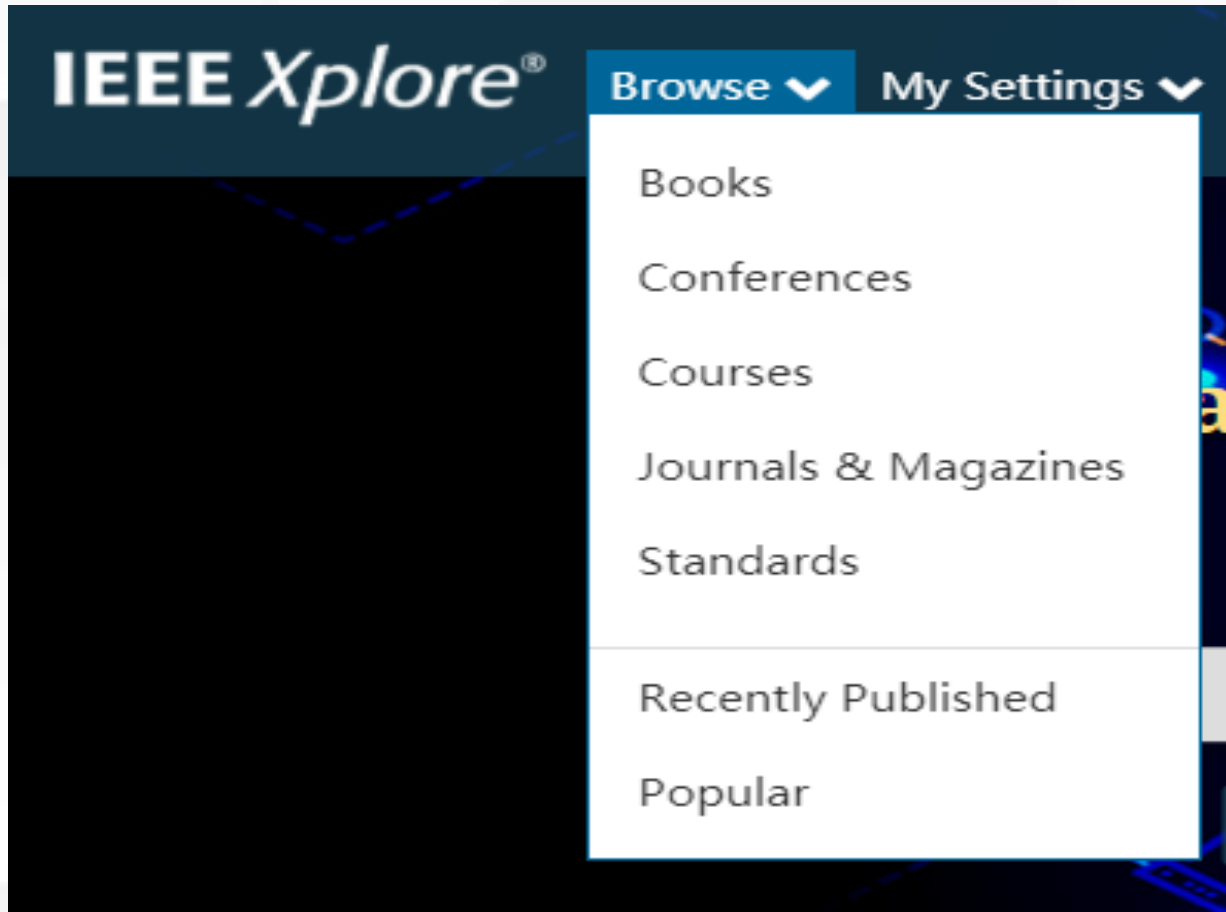 IEEE Xplore® Browse My Settings
Books
Conferences
Courses
Journals & Magazines
Standards
Recently Published
Popular